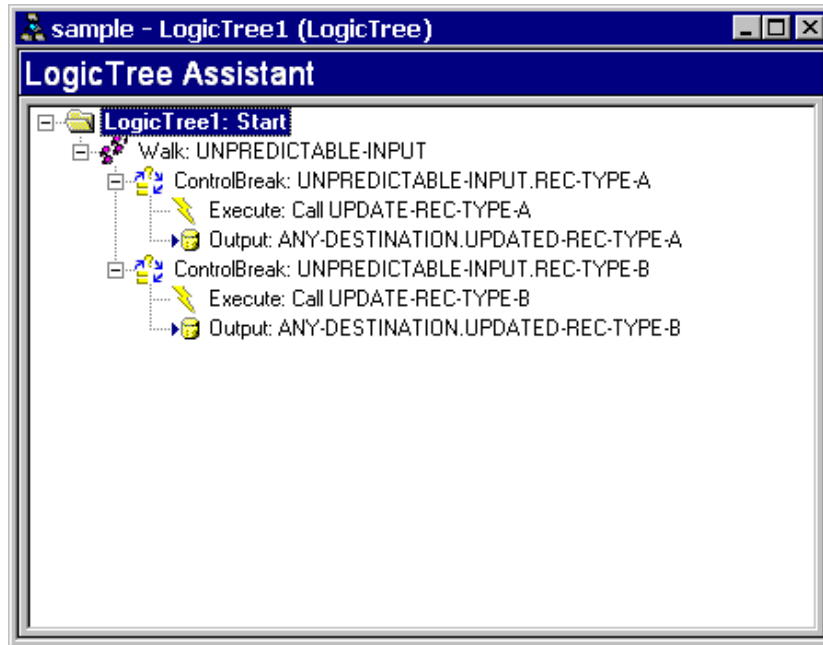 sample - LogicTree1 (LogicTree)
LogicTree Assistant
LogicTree1: Start
Walk: UNPREDICTABLE-INPUT
ControlBreak: UNPREDICTABLE-INPUT.REC-TYPE-A
Execute: Call UPDATE-REC-TYPE-A
Output: ANY-DESTINATION.UPDATED-REC-TYPE-A
ControlBreak: UNPREDICTABLE-INPUT.REC-TYPE-B
Execute: Call UPDATE-REC-TYPE-B
Output: ANY-DESTINATION.UPDATED-REC-TYPE-B